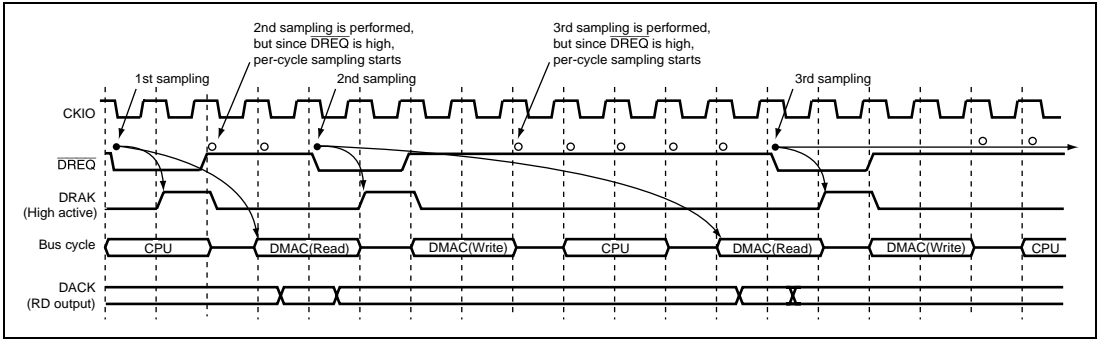 2nd sampling is performed,
but since DREQ is high,
per-cycle sampling starts
3rd sampling is performed,
but since DREQ is high,
per-cycle sampling starts
1st sampling
2nd sampling
3rd sampling
CKIO
DREQ
DRAK
(High active)
Bus cycle
CPU
DMAC(Read)
DMAC(Write)
CPU
DMAC(Read)
DMAC(Write)
CPU
DACK
(RD output)